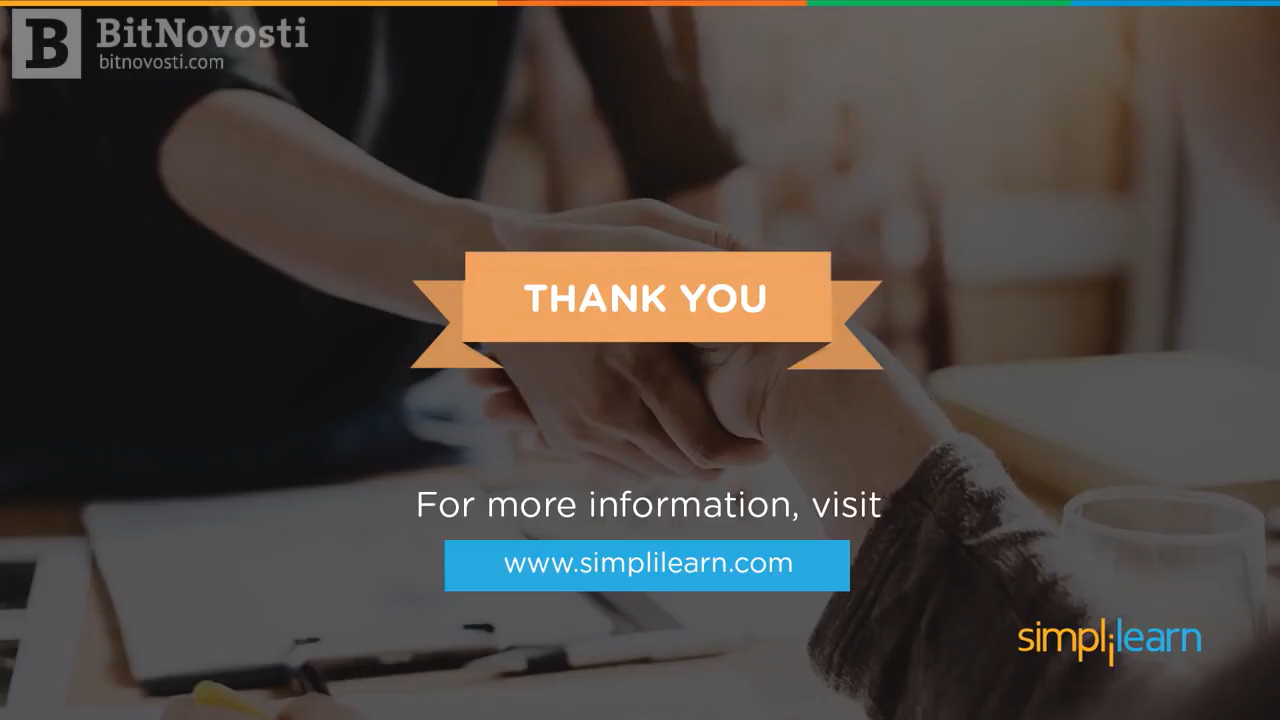 B BitNovosti
bitnovosti.com
THANK YOU
For more information, visit
www.simplilearn.com
simplilearn